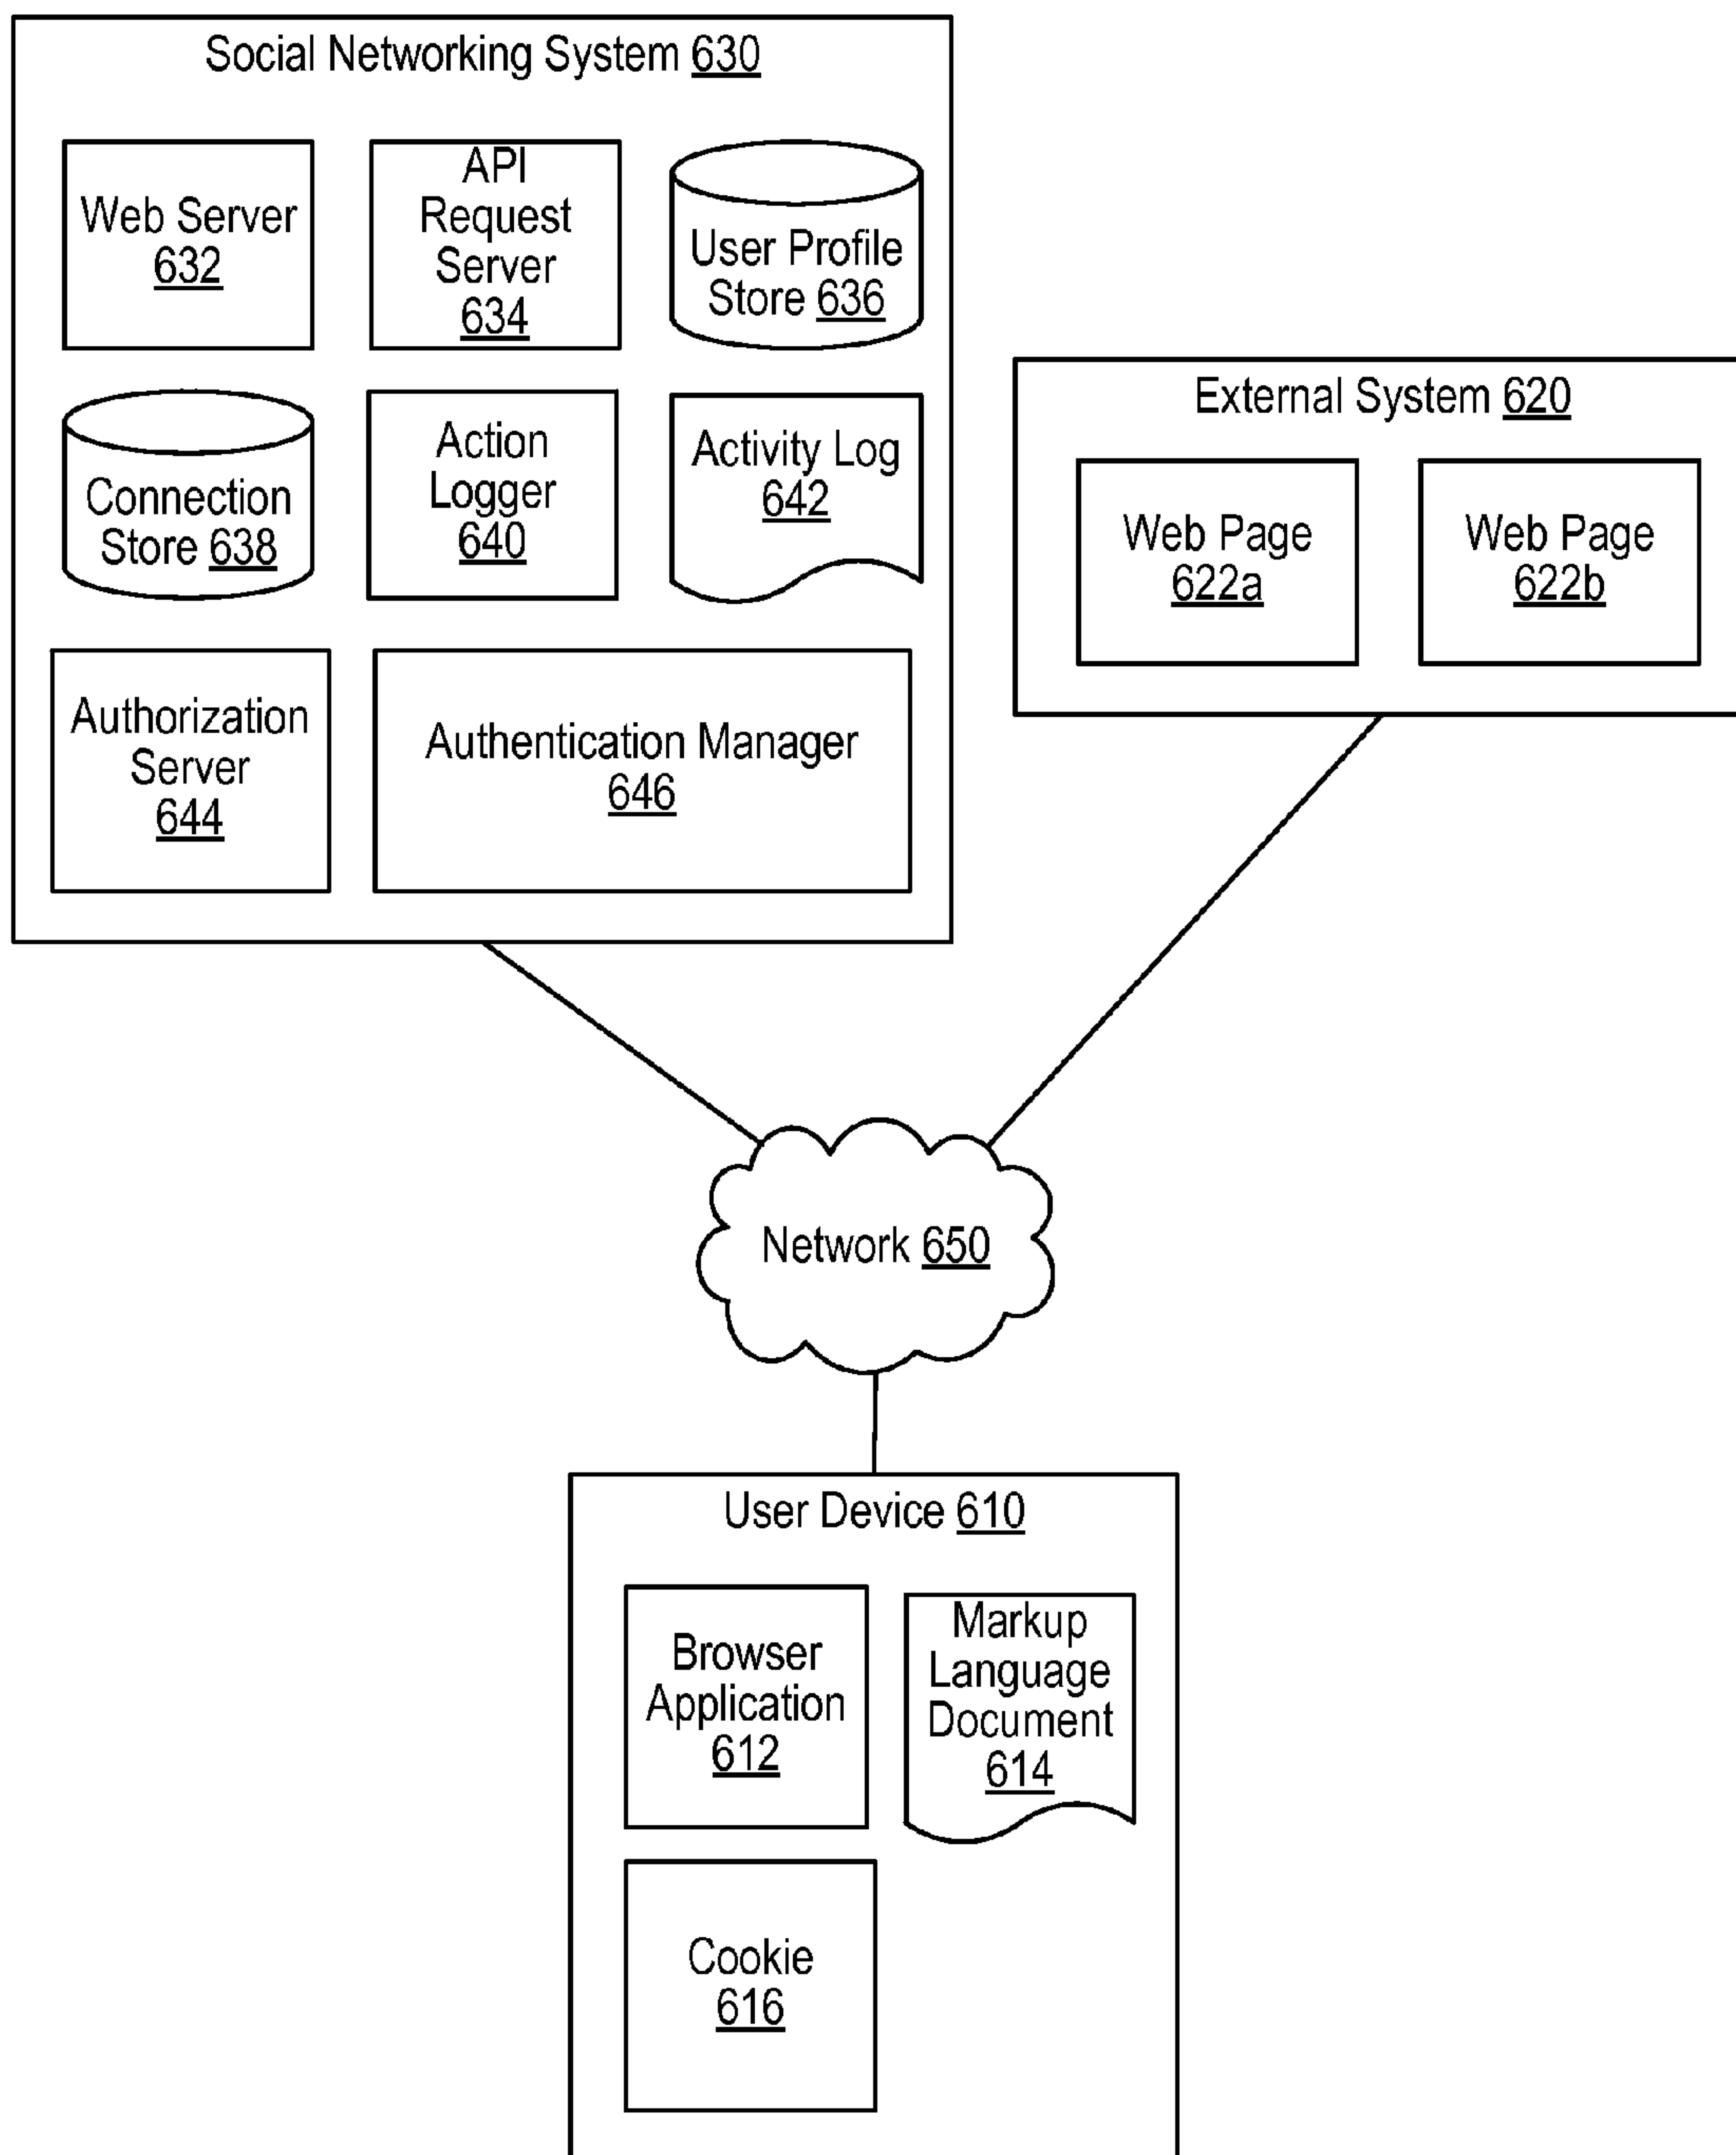 Social Networking System 630
Web Server
632
API
Request
Server
634
User Profile
Store 636
Connection
Store 638
Action
Logger
640
Activity Log
642
Authorization
Server
644
Authentication Manager
646
External System 620
Web Page
622a
Web Page
622b
Network 650
User Device 610
Browser
Application
612
Markup
Language
Document
614
Cookie
616